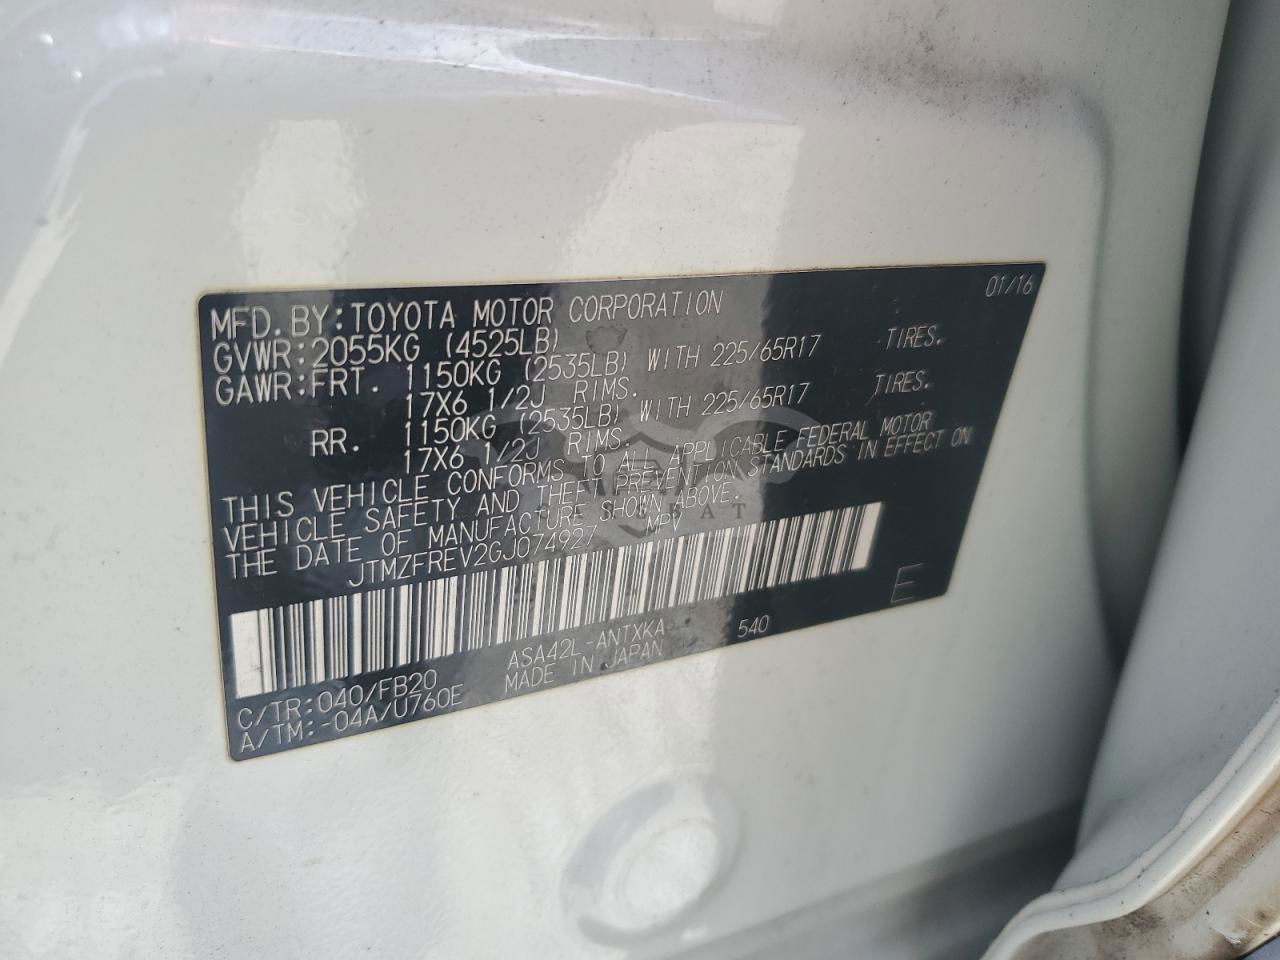 01/16
MFD.BY:TOYOTA MOTOR CORPORATION
GVWR:2055KG (4525LB)
GAWR:FRT. 1150KG (2535LB) WITH 225/65R17 TIRES.
17X6 1/2J RIMS.
RR. 1150KG (2535LB) WITH 225/65R17 TIRES.
17X6 1/2J RIMS.
THIS VEHICLE CONFORMS TO ALL APPLICABLE FEDERAL MOTOR
VEHICLE SAFETY AND THEFT PREVENTION STANDARDS IN EFFECT ON
THE DATE OF MANUFACTURE SHOWN ABOVE.
JTMZFREV2GJ074927 MPV
E
C/TR:040/FB20 ASA42L-ANTXKA 540
A/TM:-04A/U760E MADE IN JAPAN